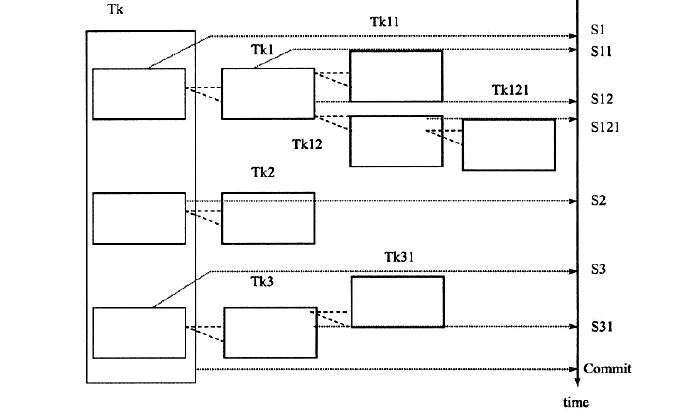 Tk
Tk11
S1
Tk1
S11
Tk121
S12
S121
Tk12
Tk2
S2
Tk31
S3
Tk3
S31
Commit
time